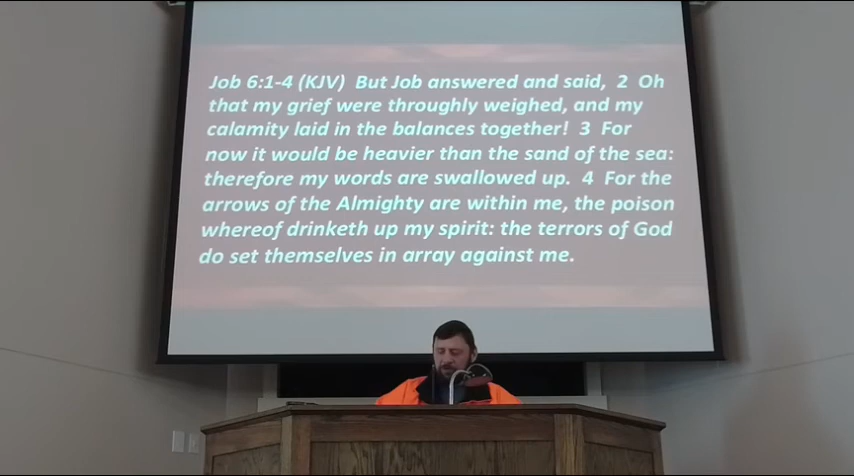 Job 6:1-4 (KJV) But Job answered and said, 2 Oh
that my grief were throughly weighed, and my
calamity laid in the balances together! 3 For
now it would be heavier than the sand of the sea:
therefore my words are swallowed up. 4 For the
arrows of the Almighty are within me, the poison
whereof drinketh up my spirit: the terrors of God
do set themselves in array against me.